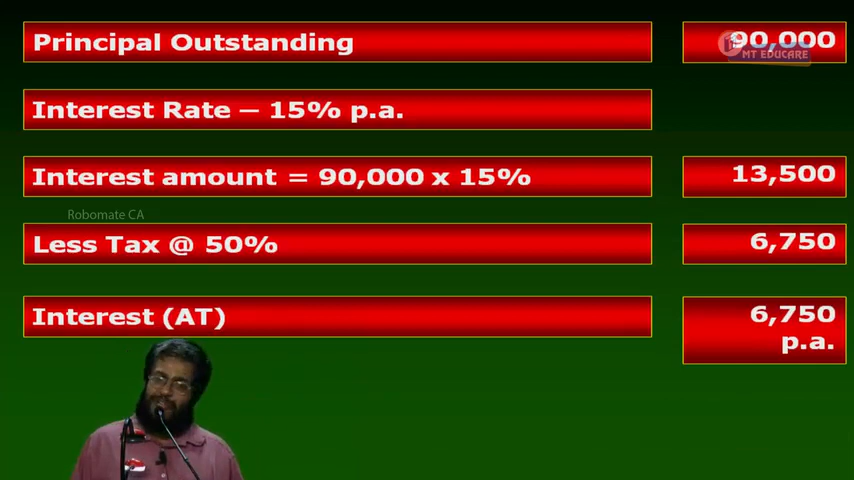 Principal Outstanding 90,000
MT EDUCARE
Interest Rate – 15% p.a.
Interest amount = 90,000 x 15% 13,500
Robomate CA
Less Tax @ 50% 6,750
Interest (AT) 6,750
p.a.